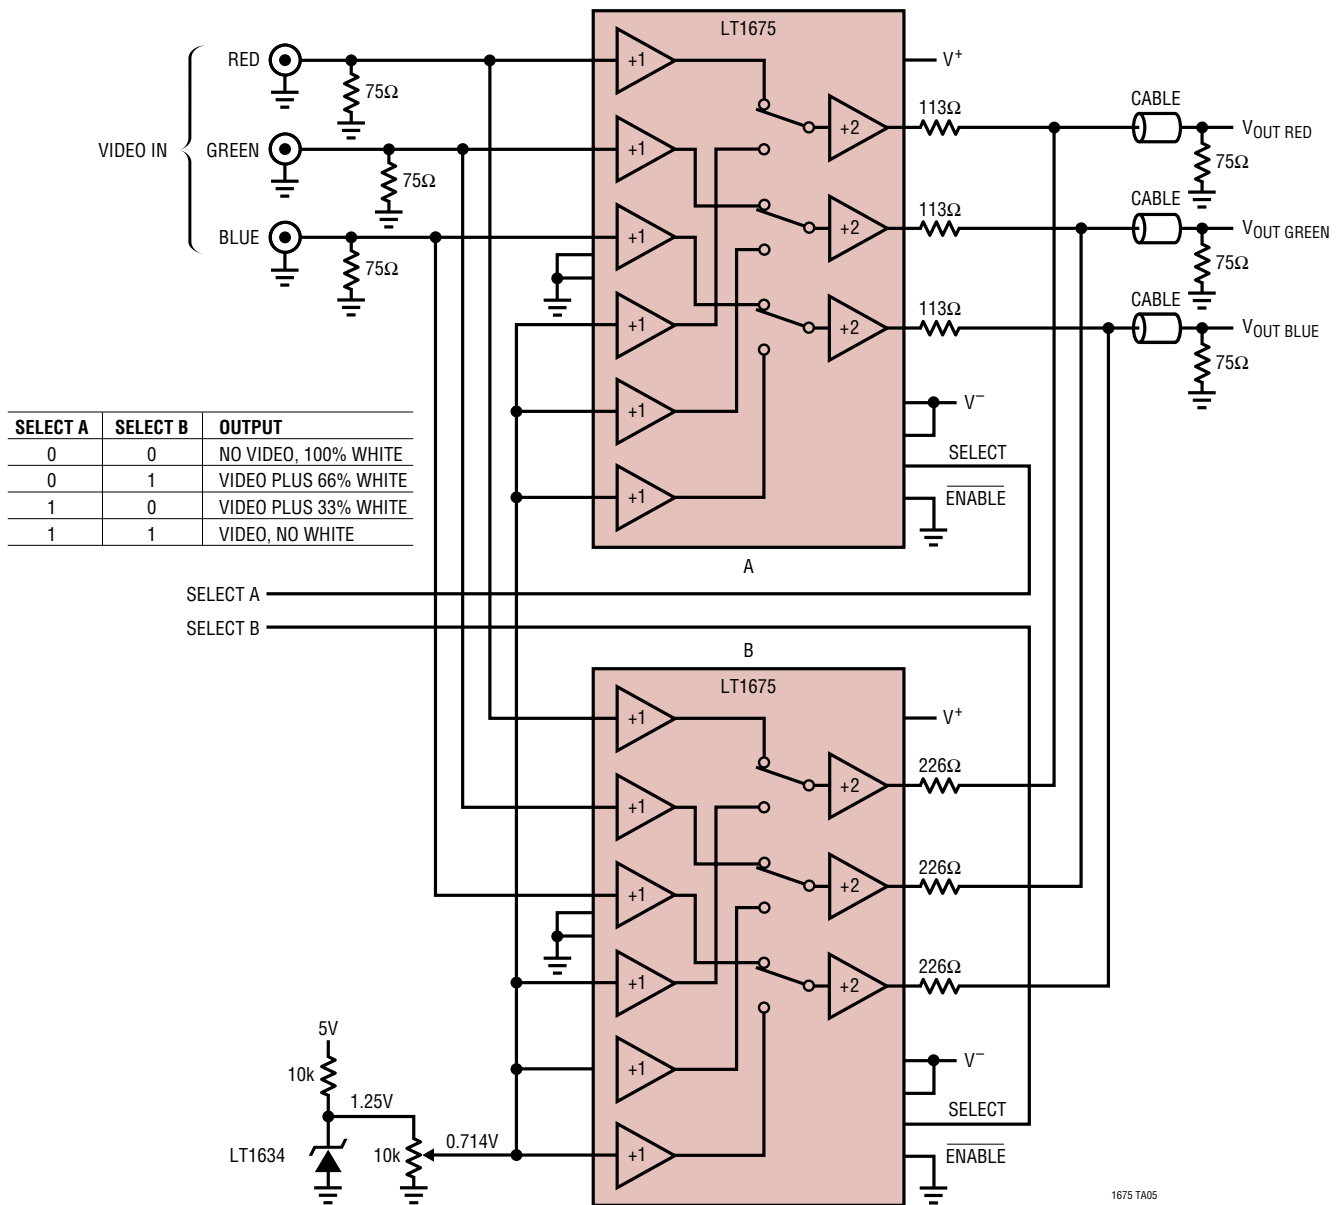 VIDEO IN
RED
75Ω
GREEN
75Ω
BLUE
75Ω
LT1675
+1
+1
+1
+1
+1
+1
+2
+2
+2
V+
113Ω
113Ω
113Ω
CABLE
VOUT RED
75Ω
CABLE
VOUT GREEN
75Ω
CABLE
VOUT BLUE
75Ω
V−
SELECT
ENABLE
A
SELECT A SELECT B OUTPUT
0 0 NO VIDEO, 100% WHITE
0 1 VIDEO PLUS 66% WHITE
1 0 VIDEO PLUS 33% WHITE
1 1 VIDEO, NO WHITE
SELECT A
SELECT B
B
LT1675
+1
+1
+1
+1
+1
+1
+2
+2
+2
V+
226Ω
226Ω
226Ω
V−
SELECT
ENABLE
5V
10k
1.25V
LT1634
10k
0.714V
1675 TA05